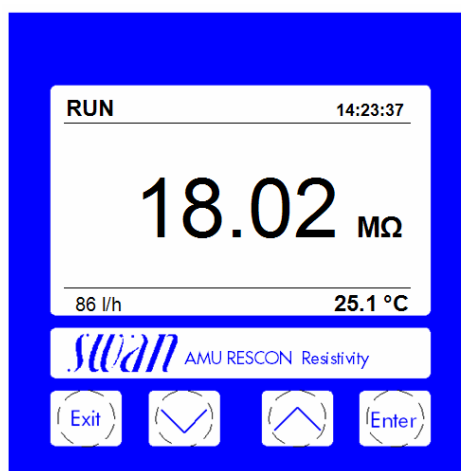 RUN 14:23:37
18.02 MΩ
86 l/h 25.1 °C
swan AMU RESCON Resistivity
Exit Enter